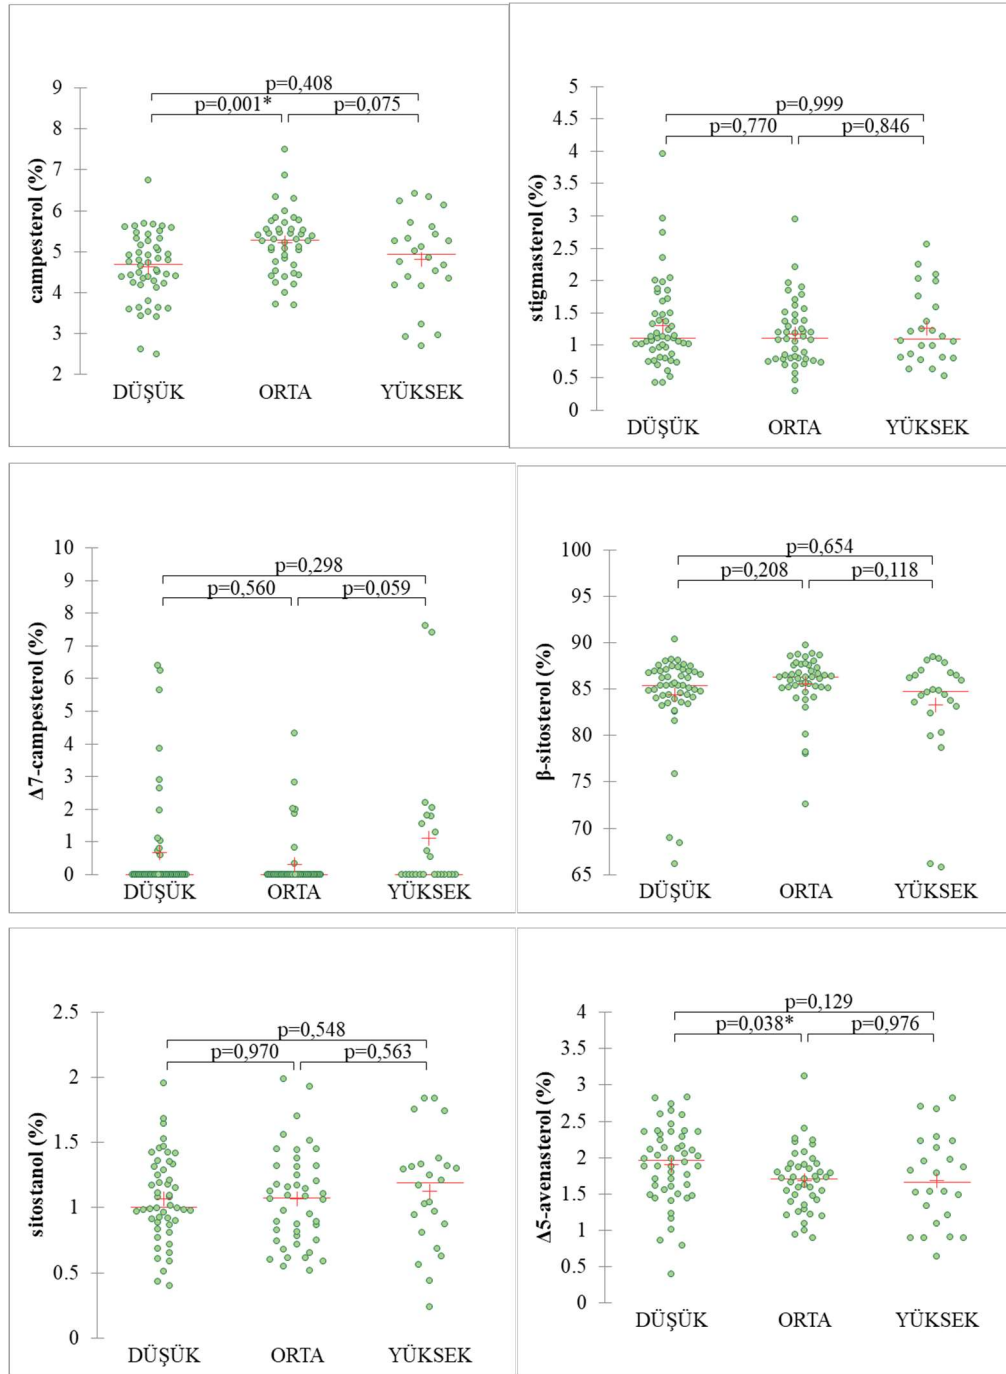 campesterol (%)
9
8
7
6
5
4
3
2
p=0,408
p=0,001*
p=0,075
DÜŞÜK
ORTA
YÜKSEK
stigmasterol (%)
5
4.5
4
3.5
3
2.5
2
1.5
1
0.5
0
p=0,999
p=0,770
p=0,846
DÜŞÜK
ORTA
YÜKSEK
Δ7-campesterol (%)
10
9
8
7
6
5
4
3
2
1
0
p=0,298
p=0,560
p=0,059
DÜŞÜK
ORTA
YÜKSEK
β-sitosterol (%)
100
95
90
85
80
75
70
65
p=0,654
p=0,208
p=0,118
DÜŞÜK
ORTA
YÜKSEK
sitostanol (%)
2.5
2
1.5
1
0.5
0
p=0,548
p=0,970
p=0,563
DÜŞÜK
ORTA
YÜKSEK
Δ5-avenasterol (%)
4
3.5
3
2.5
2
1.5
1
0.5
0
p=0,129
p=0,038*
p=0,976
DÜŞÜK
ORTA
YÜKSEK